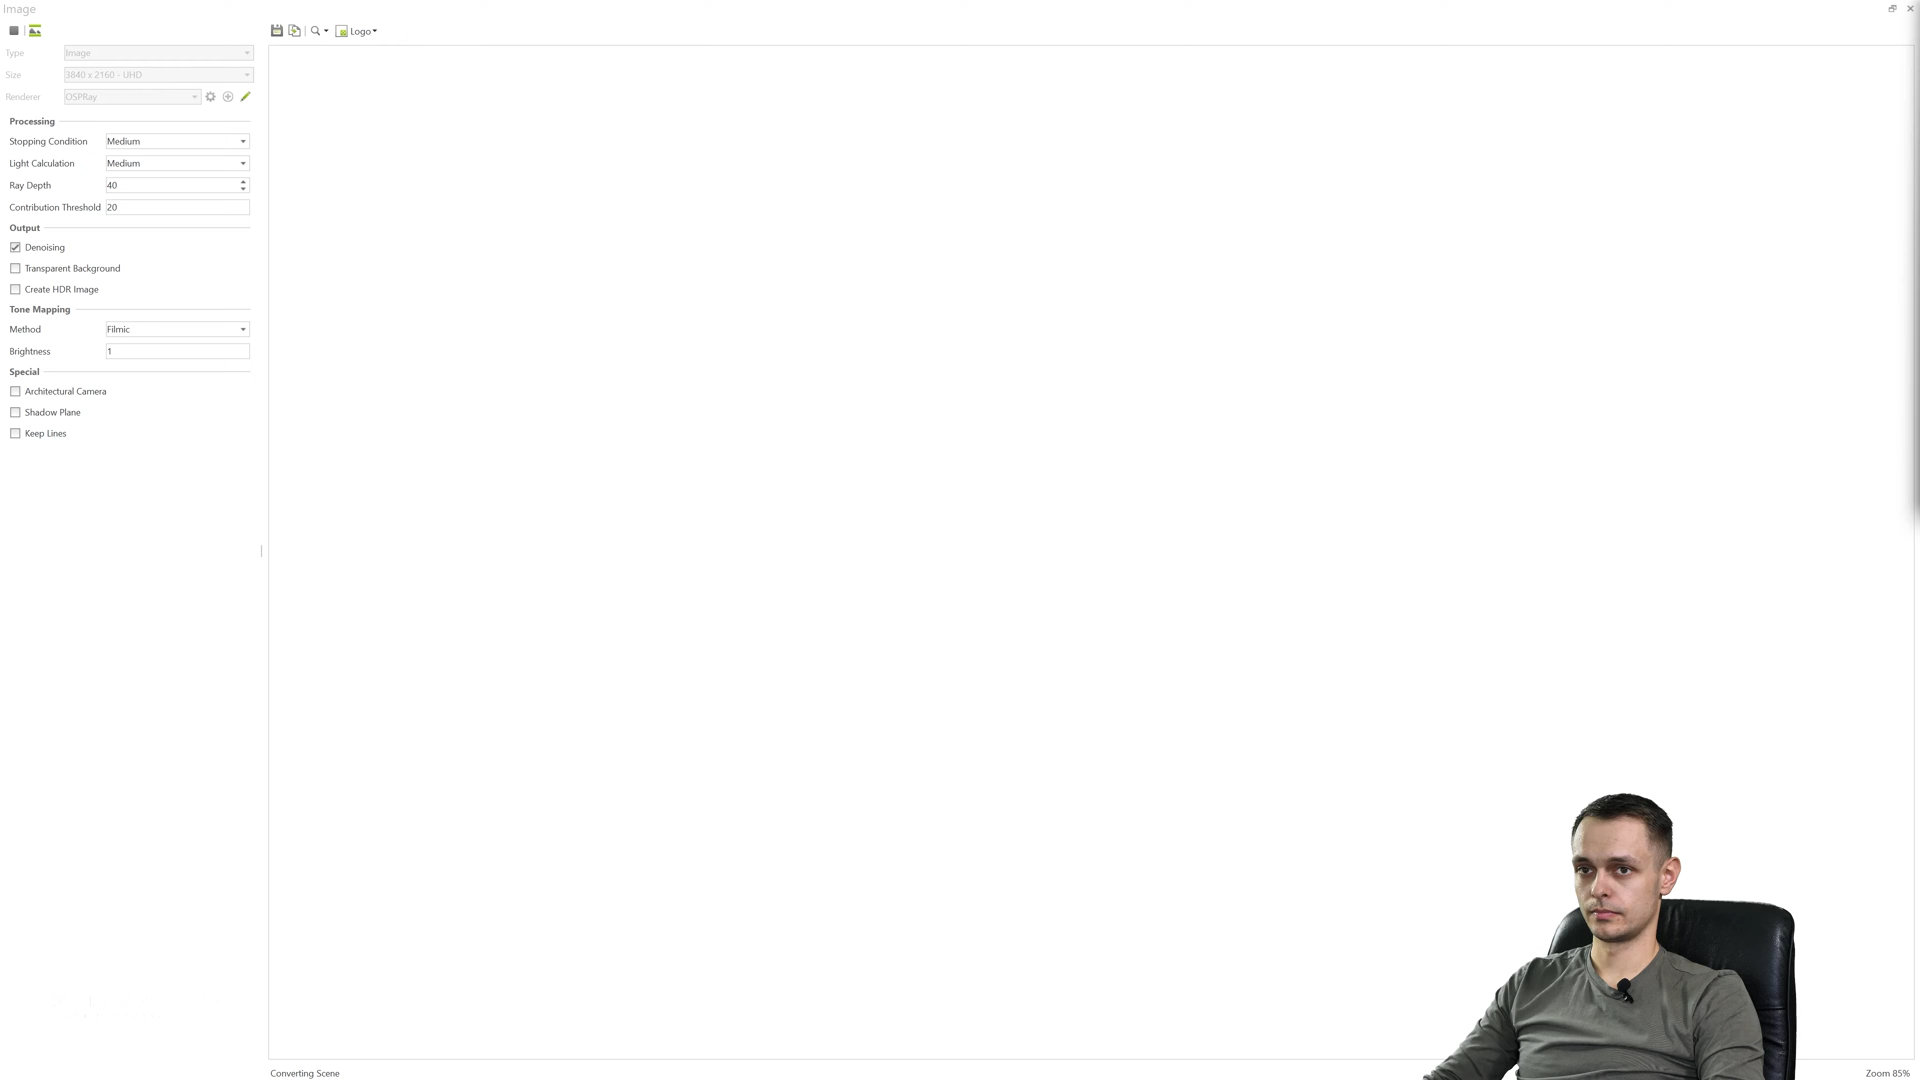 Image
Logo
Type Image
Size 3840 x 2160 - UHD
Renderer OSPRay
Processing
Stopping Condition Medium
Light Calculation Medium
Ray Depth 40
Contribution Threshold 20
Output
Denoising
Transparent Background
Create HDR Image
Tone Mapping
Method Filmic
Brightness 1
Special
Architectural Camera
Shadow Plane
Keep Lines
Converting Scene
Zoom 85%